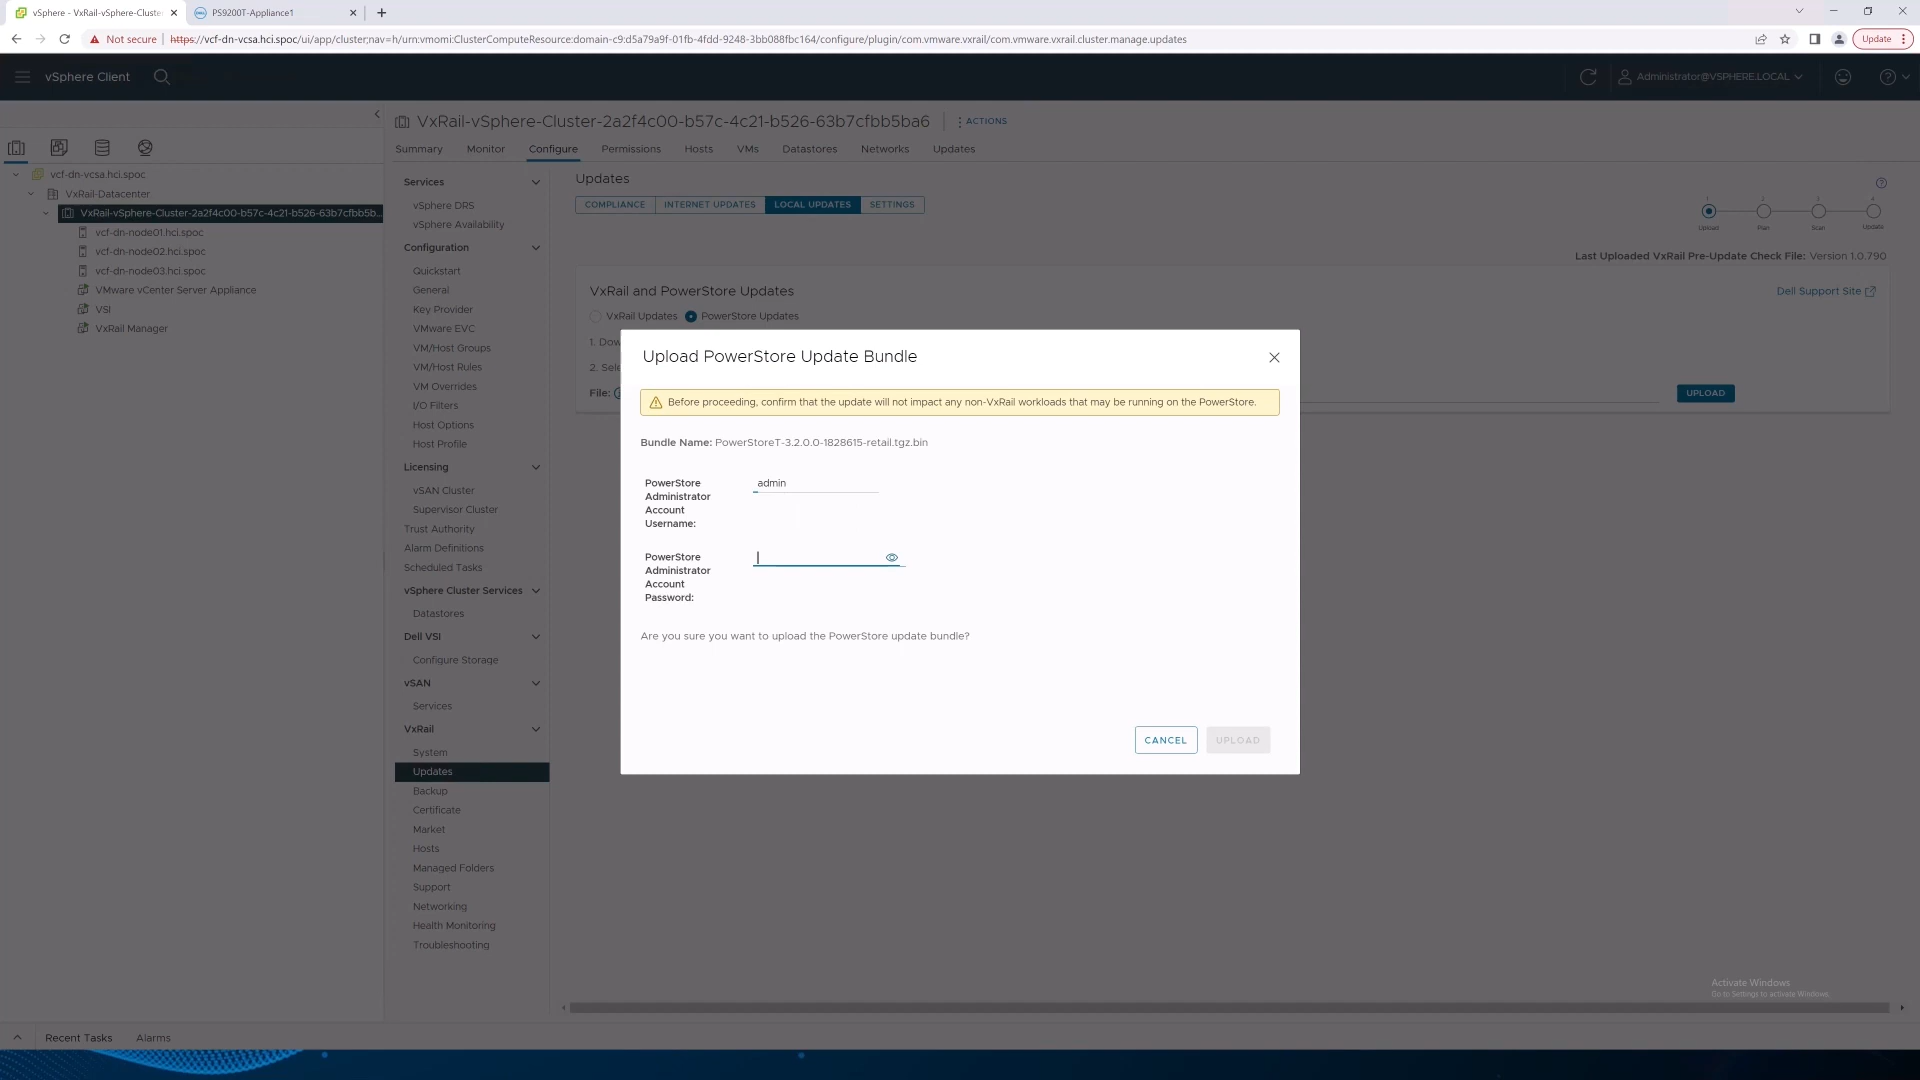 vSphere - VxRail-vSphere-Cluster
PS9200T-Appliance1
Not secure
https://vcf-dn-vcsa.hci.spoc/ui/app/cluster;nav=h/urn:vmomi:ClusterComputeResource:domain-c9:d5a79a9f-01fb-4fdd-9248-3bb088fbc164/configure/plugin/com.vmware.vxrail/com.vmware.vxrail.cluster.manage.updates
Update
vSphere Client
Administrator@VSPHERE.LOCAL
VxRail-vSphere-Cluster-2a2f4c00-b57c-4c21-b526-63b7cfbb5ba6
ACTIONS
Summary Monitor Configure Permissions Hosts VMs Datastores Networks Updates
vcf-dn-vcsa.hci.spoc
VxRail-Datacenter
VxRail-vSphere-Cluster-2a2f4c00-b57c-4c21-b526-63b7cfbb5b...
vcf-dn-node01.hci.spoc
vcf-dn-node02.hci.spoc
vcf-dn-node03.hci.spoc
VMware vCenter Server Appliance
VSI
VxRail Manager
Services
vSphere DRS
vSphere Availability
Configuration
Quickstart
General
Key Provider
VMware EVC
VM/Host Groups
VM/Host Rules
VM Overrides
I/O Filters
Host Options
Host Profile
Licensing
vSAN Cluster
Supervisor Cluster
Trust Authority
Alarm Definitions
Scheduled Tasks
vSphere Cluster Services
Datastores
Dell VSI
Configure Storage
vSAN
Services
VxRail
System
Updates
Backup
Certificate
Market
Hosts
Managed Folders
Support
Networking
Health Monitoring
Troubleshooting
Updates
COMPLIANCE INTERNET UPDATES LOCAL UPDATES SETTINGS
1 2 3 4
Upload Plan Scan Update
Last Uploaded VxRail Pre-Update Check File: Version 1.0.790
VxRail and PowerStore Updates
Dell Support Site
VxRail Updates PowerStore Updates
1. Dow
2. Sele
File:
UPLOAD
Upload PowerStore Update Bundle
Before proceeding, confirm that the update will not impact any non-VxRail workloads that may be running on the PowerStore.
Bundle Name: PowerStoreT-3.2.0.0-1828615-retail.tgz.bin
PowerStore
Administrator
Account
Username:
admin
PowerStore
Administrator
Account
Password:
Are you sure you want to upload the PowerStore update bundle?
CANCEL UPLOAD
Activate Windows
Go to Settings to activate Windows.
Recent Tasks Alarms